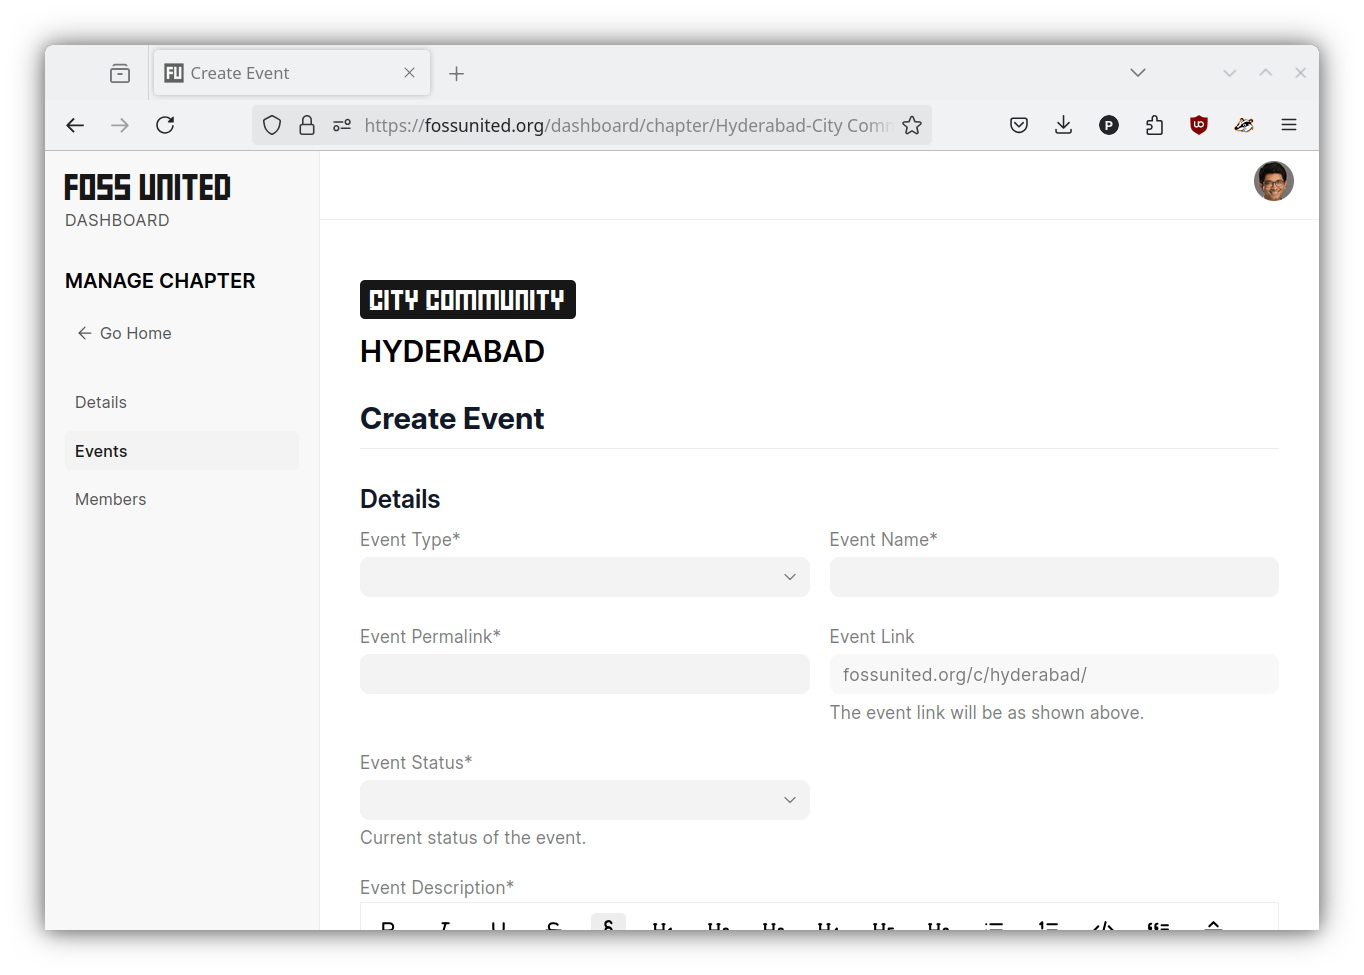 FU Create Event
https://fossunited.org/dashboard/chapter/Hyderabad-City Comm
FOSS UNITED
DASHBOARD
MANAGE CHAPTER
Go Home
Details
Events
Members
CITY COMMUNITY
HYDERABAD
Create Event
Details
Event Type* Event Name*
Event Permalink* Event Link
fossunited.org/c/hyderabad/
The event link will be as shown above.
Event Status*
Current status of the event.
Event Description*